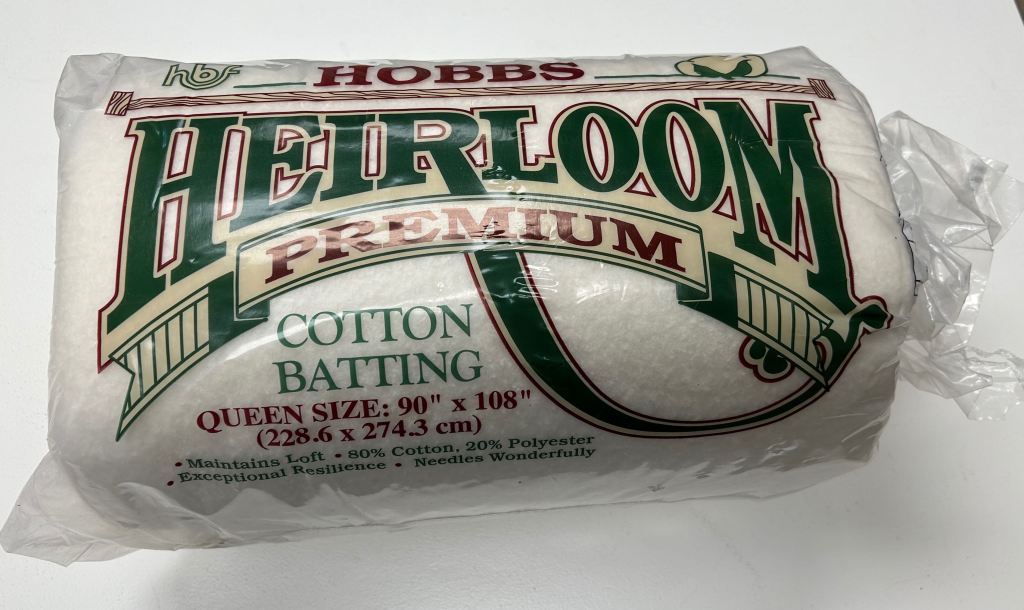 hbf HOBBS
HEIRLOOM
PREMIUM
COTTON
BATTING
QUEEN SIZE: 90" x 108"
(228.6 x 274.3 cm)
• Maintains Loft • 80% Cotton, 20% Polyester
• Exceptional Resilience • Needles Wonderfully